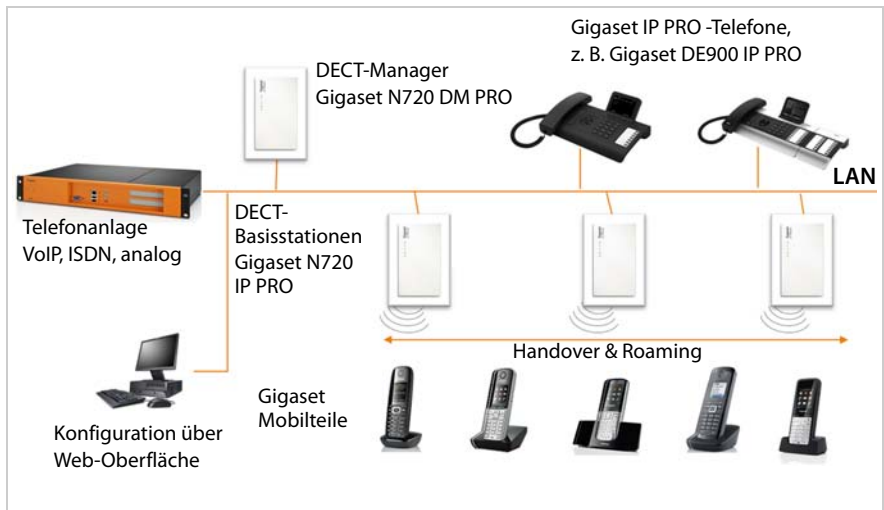 Gigaset IP PRO -Telefone,
z. B. Gigaset DE900 IP PRO
DECT-Manager
Gigaset N720 DM PRO
LAN
Telefonanlage
VoIP, ISDN, analog
DECT-
Basisstationen
Gigaset N720
IP PRO
Handover & Roaming
Gigaset
Mobilteile
Konfiguration über
Web-Oberfläche